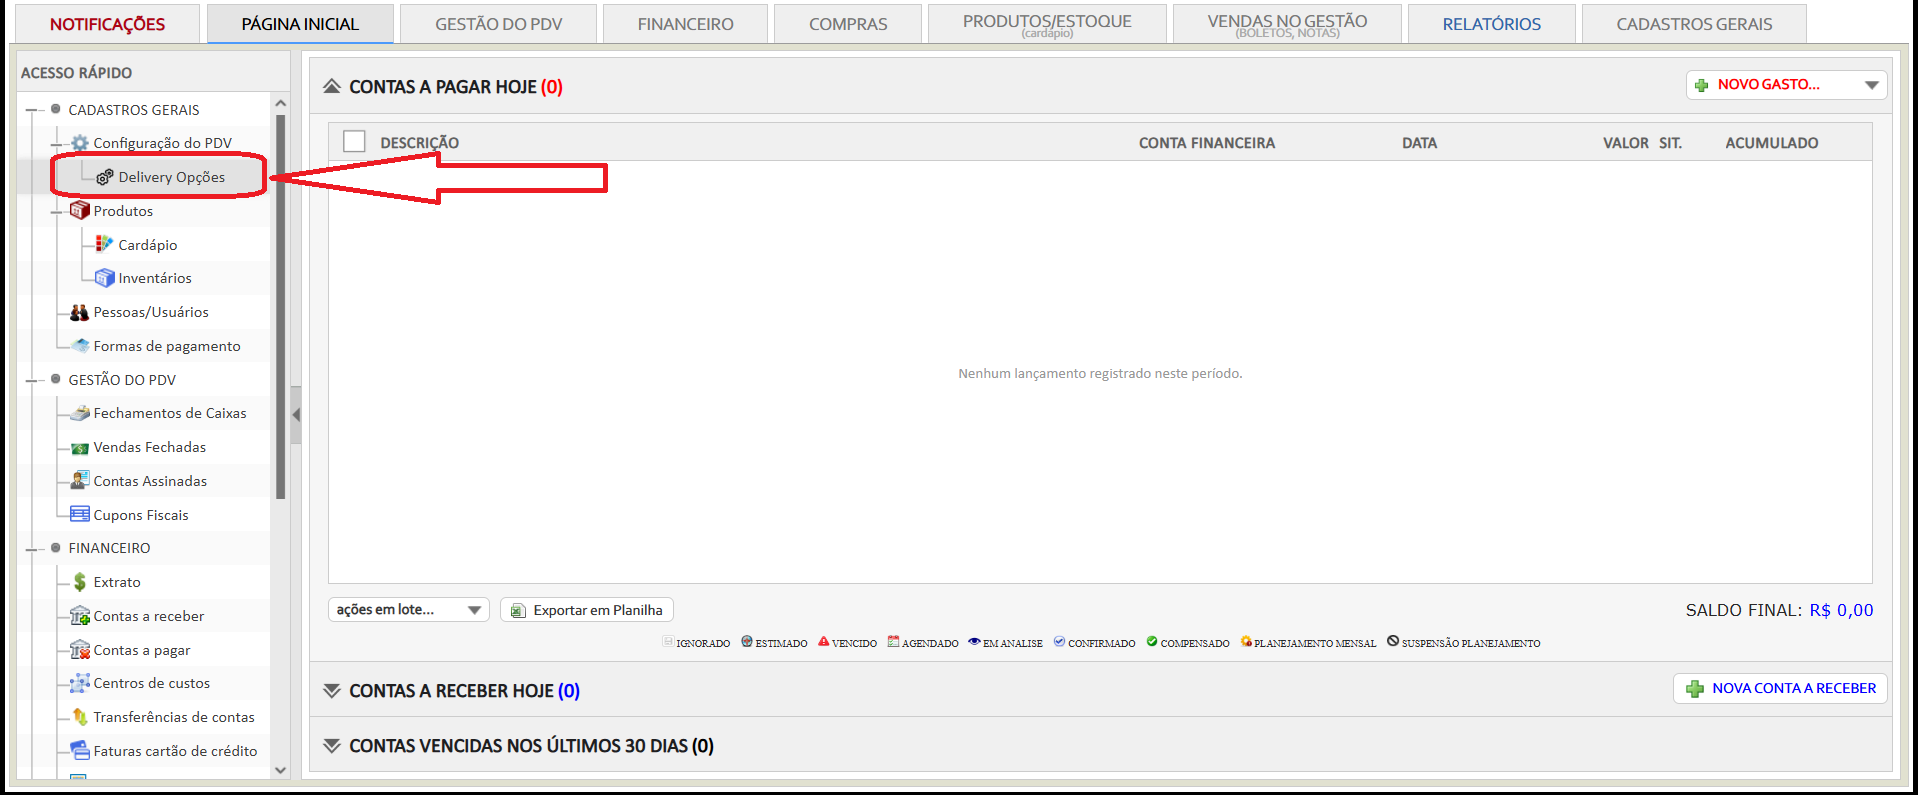 NOTIFICAÇÕES
PÁGINA INICIAL
GESTÃO DO PDV
FINANCEIRO
COMPRAS
PRODUTOS/ESTOQUE
(cardápio)
VENDAS NO GESTÃO
(BOLETOS, NOTAS)
RELATÓRIOS
CADASTROS GERAIS
ACESSO RÁPIDO
CADASTROS GERAIS
Configuração do PDV
Delivery Opções
Produtos
Cardápio
Inventários
Pessoas/Usuários
Formas de pagamento
GESTÃO DO PDV
Fechamentos de Caixas
Vendas Fechadas
Contas Assinadas
Cupons Fiscais
FINANCEIRO
Extrato
Contas a receber
Contas a pagar
Centros de custos
Transferências de contas
Faturas cartão de crédito
CONTAS A PAGAR HOJE (0)
NOVO GASTO...
DESCRIÇÃO CONTA FINANCEIRA DATA VALOR SIT. ACUMULADO
Nenhum lançamento registrado neste período.
ações em lote...
Exportar em Planilha
SALDO FINAL: R$ 0,00
IGNORADO ESTIMADO VENCIDO AGENDADO EM ANALISE CONFIRMADO COMPENSADO PLANEJAMENTO MENSAL SUSPENSÃO PLANEJAMENTO
CONTAS A RECEBER HOJE (0)
NOVA CONTA A RECEBER
CONTAS VENCIDAS NOS ÚLTIMOS 30 DIAS (0)